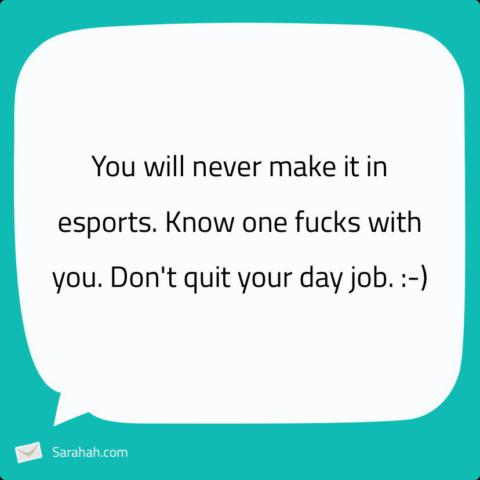 You will never make it in
esports. Know one fucks with
you. Don't quit your day job. :-)
Sarahah.com